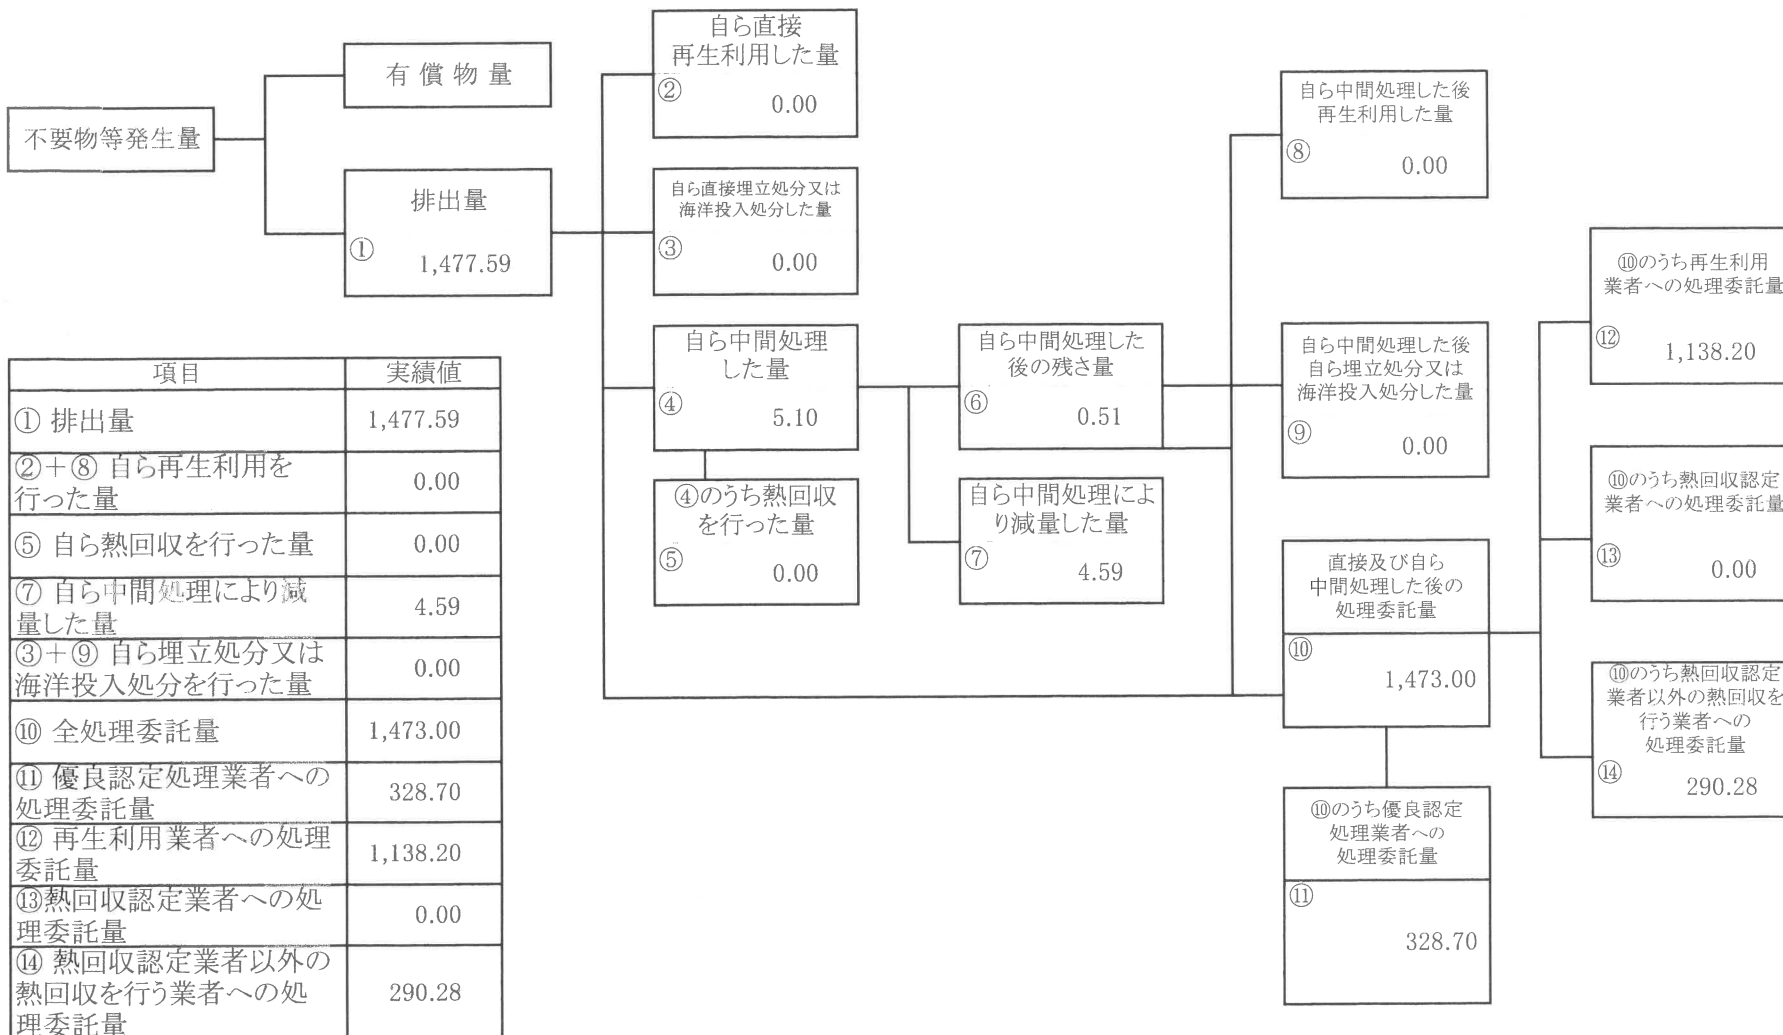 不要物等発生量
有償物量
排出量
①
1,477.59
自ら直接
再生利用した量
②
0.00
自ら直接埋立処分又は
海洋投入処分した量
③
0.00
自ら中間処理
した量
④
5.10
④のうち熱回収
を行った量
⑤
0.00
自ら中間処理した
後の残さ量
⑥
0.51
自ら中間処理によ
り減量した量
⑦
4.59
自ら中間処理した後
再生利用した量
⑧
0.00
自ら中間処理した後
自ら埋立処分又は
海洋投入処分した量
⑨
0.00
直接及び自ら
中間処理した後の
処理委託量
⑩
1,473.00
⑩のうち優良認定
処理業者への
処理委託量
⑪
328.70
⑩のうち再生利用
業者への処理委託量
⑫
1,138.20
⑩のうち熱回収認定
業者への処理委託量
⑬
0.00
⑩のうち熱回収認定
業者以外の熱回収を
行う業者への
処理委託量
⑭
290.28
項目 実績値
① 排出量 1,477.59
②+⑧ 自ら再生利用を
行った量 0.00
⑤ 自ら熱回収を行った量 0.00
⑦ 自ら中間処理により減
量した量 4.59
③+⑨ 自ら埋立処分又は
海洋投入処分を行った量 0.00
⑩ 全処理委託量 1,473.00
⑪ 優良認定処理業者への
処理委託量 328.70
⑫ 再生利用業者への処理
委託量 1,138.20
⑬熱回収認定業者への処
理委託量 0.00
⑭ 熱回収認定業者以外の
熱回収を行う業者への処
理委託量 290.28